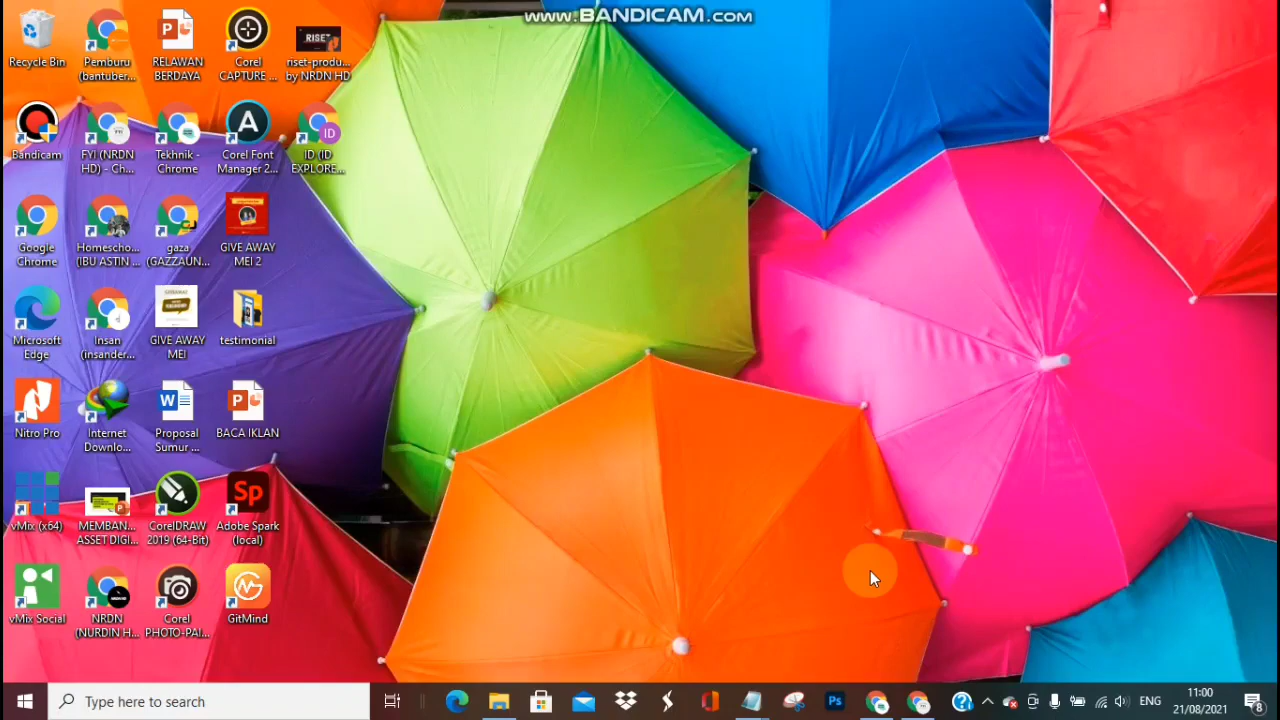 WWW.BANDICAM.COM
Recycle Bin
Pemburu
(bantuber...
RELAWAN
BERDAYA
Corel
CAPTURE ...
RISET
riset-produ...
by NRDN HD
Bandicam
FYI (NRDN
HD) - Ch...
Tekhnik -
Chrome
Corel Font
Manager 2...
ID
ID (ID
EXPLORE...
Google
Chrome
Homescho...
(IBU ASTIN ...
gaza
(GAZZAUN...
GIVE AWAY
MEI 2
Microsoft
Edge
Insan
(insander...
GIVE AWAY
MEI
testimonial
Nitro Pro
Internet
Downlo...
Proposal
Sumur ...
BACA IKLAN
vMix (x64)
MEMBAN...
ASSET DIGI...
CorelDRAW
2019 (64-Bit)
Sp
Adobe Spark
(local)
vMix Social
NRDN
(NURDIN H...
Corel
PHOTO-PAI...
GitMind
Type here to search
Ps
ENG
11:00
21/08/2021
8